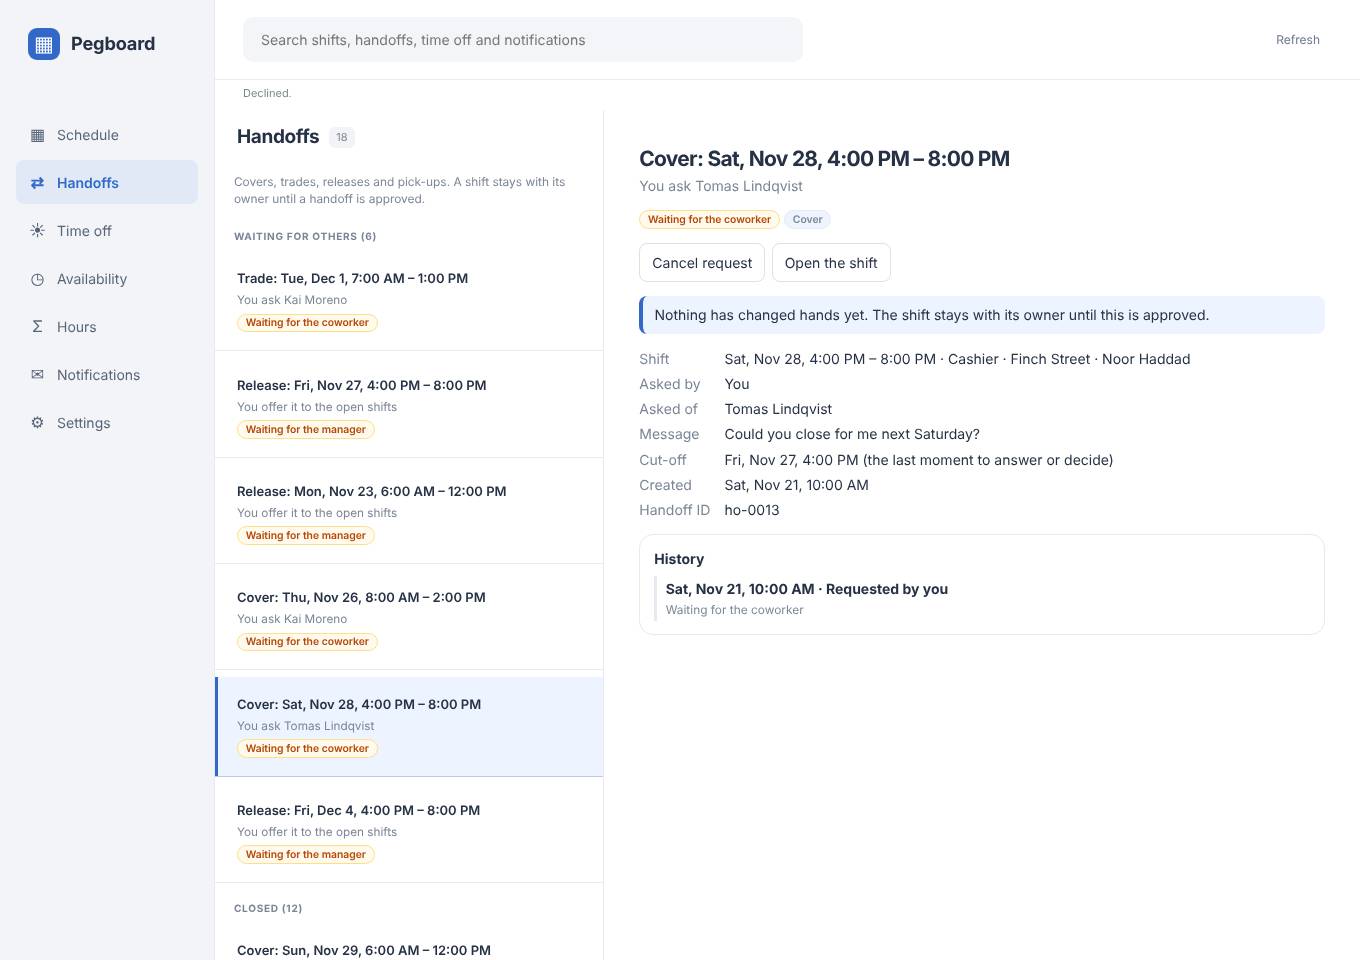 Pegboard
Schedule
Handoffs
Time off
Availability
Hours
Notifications
Settings
Search shifts, handoffs, time off and notifications
Refresh
Declined.
Handoffs 18
Covers, trades, releases and pick-ups. A shift stays with its
owner until a handoff is approved.
WAITING FOR OTHERS (6)
Trade: Tue, Dec 1, 7:00 AM – 1:00 PM
You ask Kai Moreno
Waiting for the coworker
Release: Fri, Nov 27, 4:00 PM – 8:00 PM
You offer it to the open shifts
Waiting for the manager
Release: Mon, Nov 23, 6:00 AM – 12:00 PM
You offer it to the open shifts
Waiting for the manager
Cover: Thu, Nov 26, 8:00 AM – 2:00 PM
You ask Kai Moreno
Waiting for the coworker
Cover: Sat, Nov 28, 4:00 PM – 8:00 PM
You ask Tomas Lindqvist
Waiting for the coworker
Release: Fri, Dec 4, 4:00 PM – 8:00 PM
You offer it to the open shifts
Waiting for the manager
CLOSED (12)
Cover: Sun, Nov 29, 6:00 AM – 12:00 PM
Cover: Sat, Nov 28, 4:00 PM – 8:00 PM
You ask Tomas Lindqvist
Waiting for the coworker Cover
Cancel request Open the shift
Nothing has changed hands yet. The shift stays with its owner until this is approved.
Shift Sat, Nov 28, 4:00 PM – 8:00 PM · Cashier · Finch Street · Noor Haddad
Asked by You
Asked of Tomas Lindqvist
Message Could you close for me next Saturday?
Cut-off Fri, Nov 27, 4:00 PM (the last moment to answer or decide)
Created Sat, Nov 21, 10:00 AM
Handoff ID ho-0013
History
Sat, Nov 21, 10:00 AM · Requested by you
Waiting for the coworker